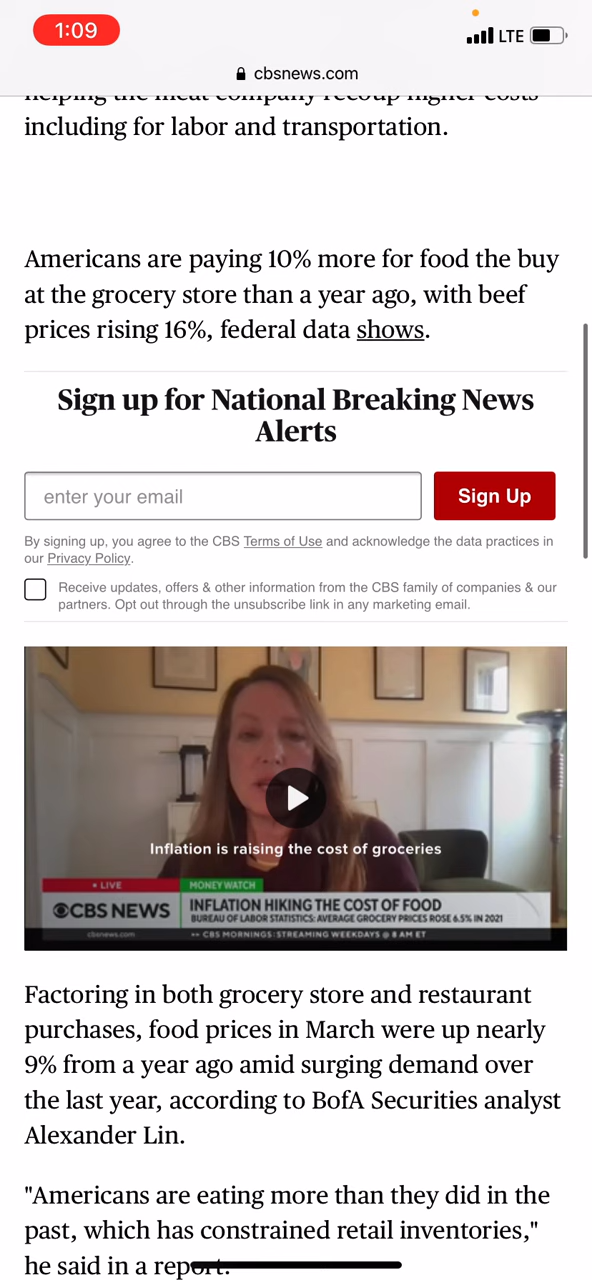 1:09
LTE
cbsnews.com
helping the meat company recoup higher costs
including for labor and transportation.
Americans are paying 10% more for food the buy
at the grocery store than a year ago, with beef
prices rising 16%, federal data shows.
Sign up for National Breaking News
Alerts
enter your email
Sign Up
By signing up, you agree to the CBS Terms of Use and acknowledge the data practices in
our Privacy Policy.
Receive updates, offers & other information from the CBS family of companies & our
partners. Opt out through the unsubscribe link in any marketing email.
Inflation is raising the cost of groceries
• LIVE
MONEYWATCH
CBS NEWS
INFLATION HIKING THE COST OF FOOD
BUREAU OF LABOR STATISTICS: AVERAGE GROCERY PRICES ROSE 6.5% IN 2021
cbsnews.com
CBS MORNINGS: STREAMING WEEKDAYS @ 8 AM ET
Factoring in both grocery store and restaurant
purchases, food prices in March were up nearly
9% from a year ago amid surging demand over
the last year, according to BofA Securities analyst
Alexander Lin.
"Americans are eating more than they did in the
past, which has constrained retail inventories,"
he said in a report.